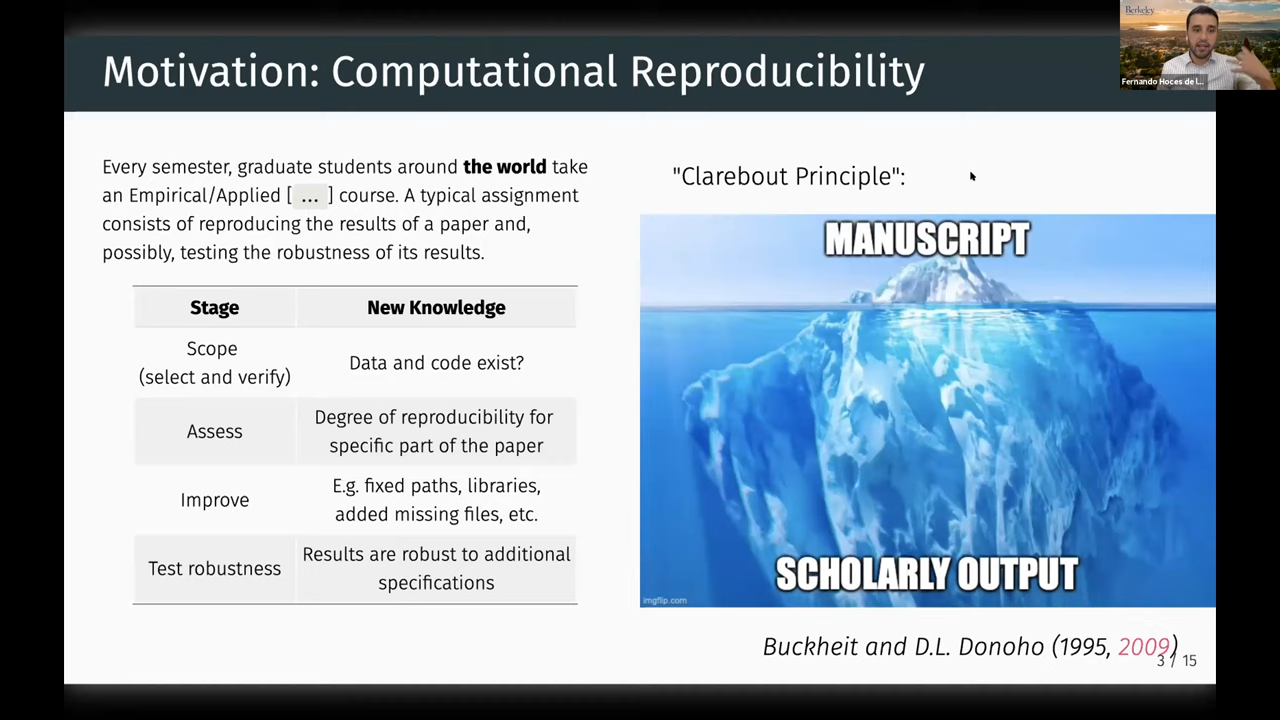 Berkeley
Fernando Hoces de l...
Motivation: Computational Reproducibility
Every semester, graduate students around the world take
an Empirical/Applied [ ... ] course. A typical assignment
consists of reproducing the results of a paper and,
possibly, testing the robustness of its results.
Stage New Knowledge
Scope
(select and verify)
Data and code exist?
Assess
Degree of reproducibility for
specific part of the paper
Improve
E.g. fixed paths, libraries,
added missing files, etc.
Test robustness
Results are robust to additional
specifications
"Clarebout Principle":
MANUSCRIPT
SCHOLARLY OUTPUT
imgflip.com
Buckheit and D.L. Donoho (1995, 2009)
3 / 15